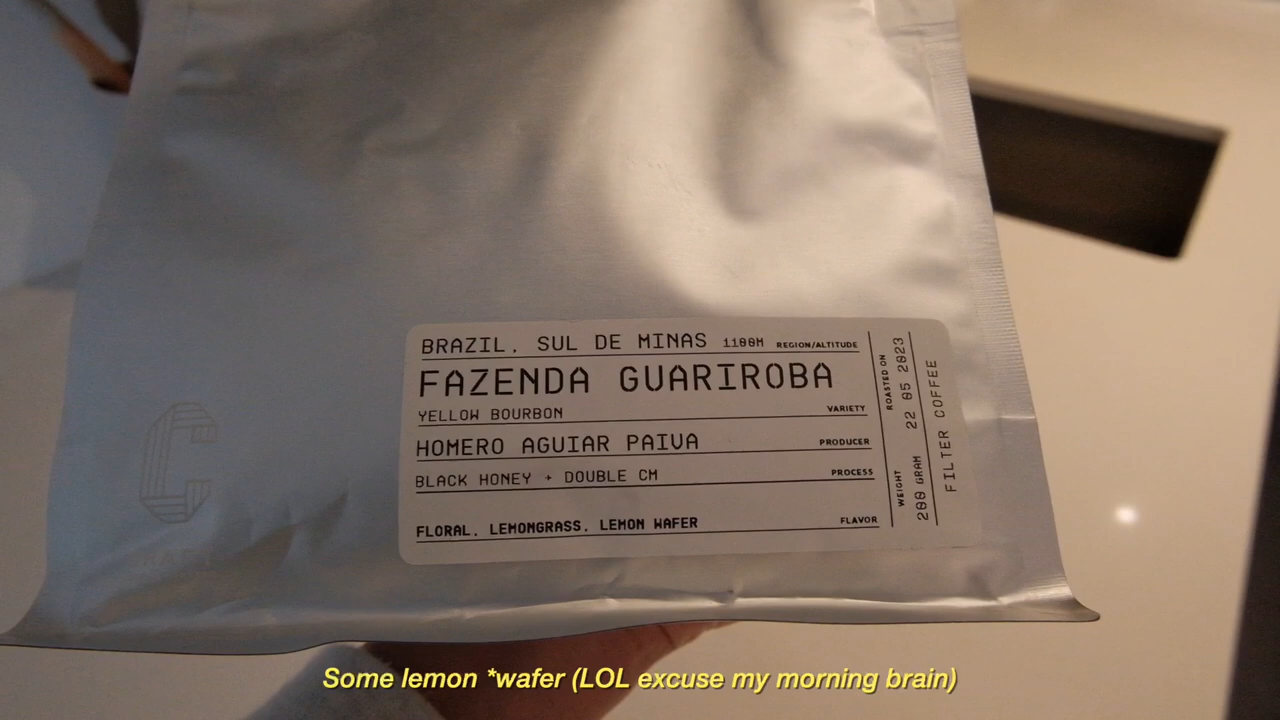 BRAZIL, SUL DE MINAS 1100M REGION/ALTITUDE
FAZENDA GUARIROBA
YELLOW BOURBON VARIETY
HOMERO AGUIAR PAIVA PRODUCER
BLACK HONEY + DOUBLE CM PROCESS
FLORAL, LEMONGRASS, LEMON WAFER FLAVOR
WEIGHT 200 GRAM
ROASTED ON 22 05 2023
FILTER COFFEE
C
Some lemon *wafer (LOL excuse my morning brain)